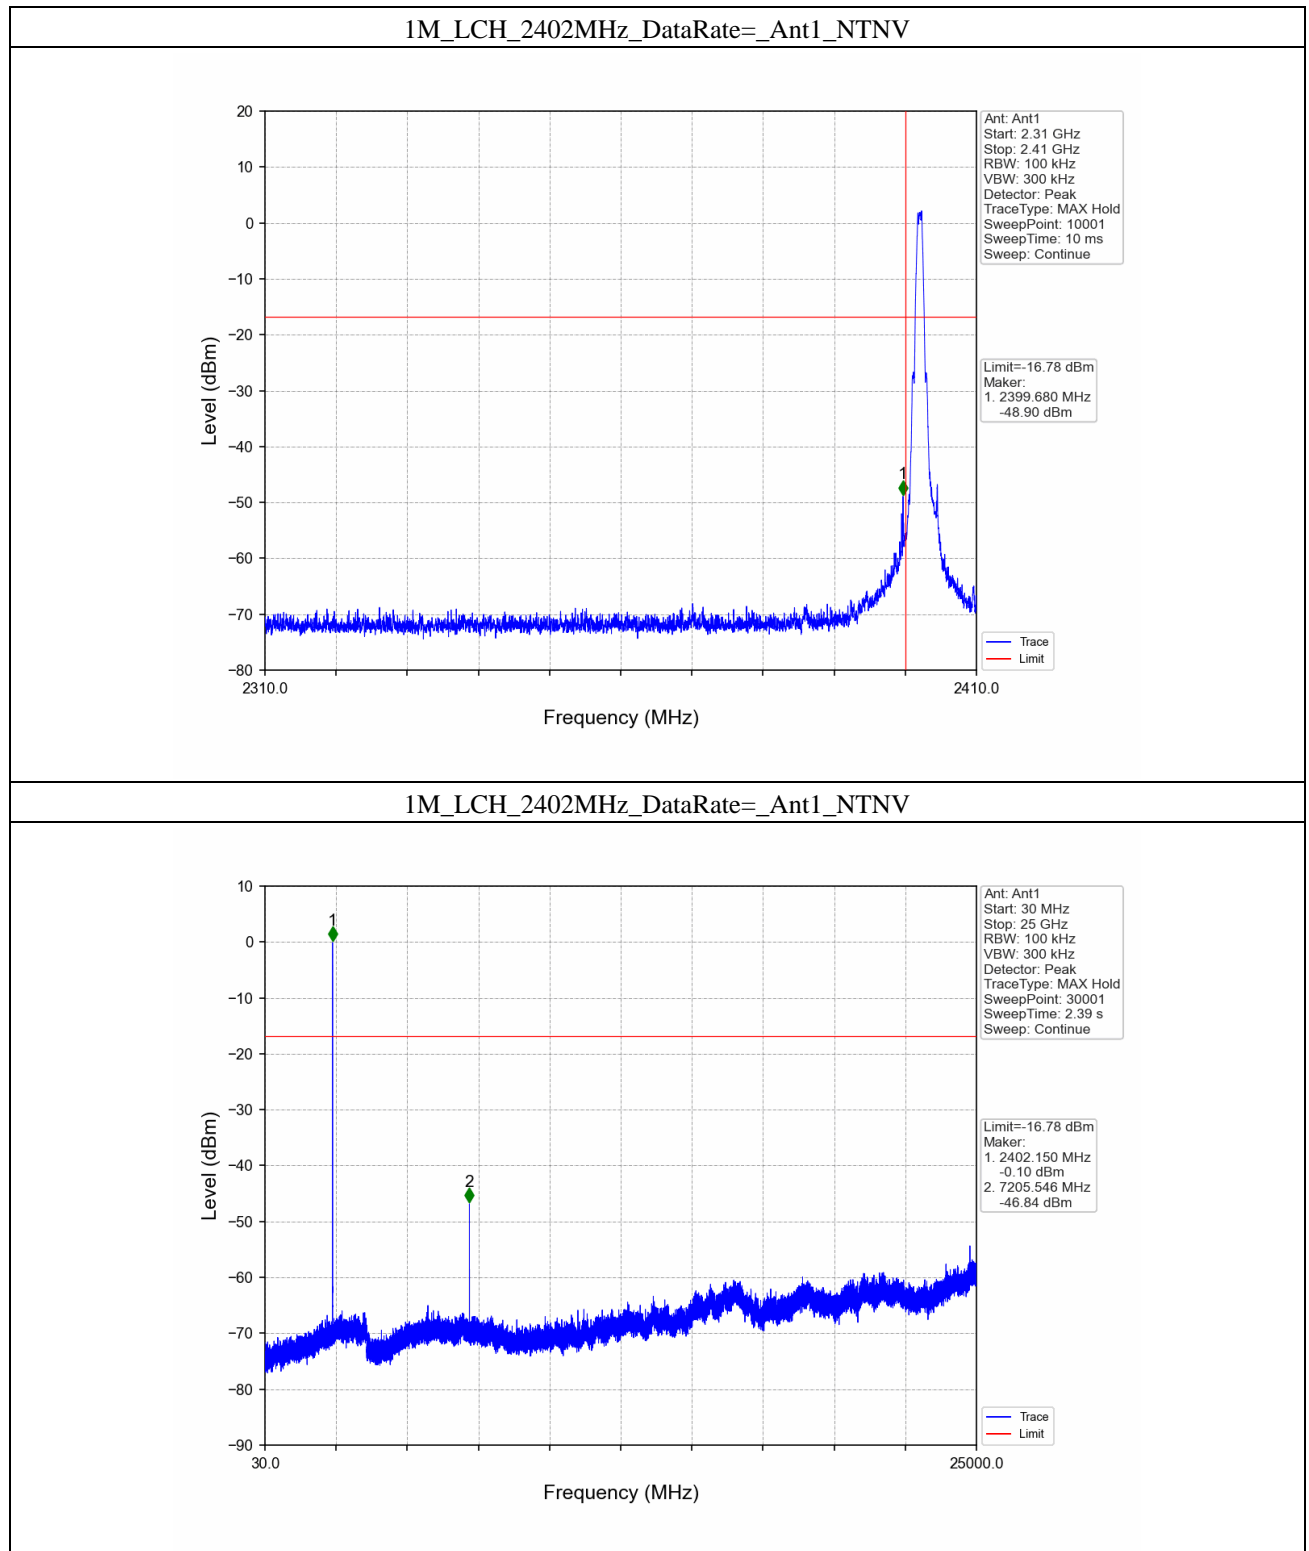 1M_LCH_2402MHz_DataRate=_Ant1_NTNV
20
10
0
−10
−20
−30
−40
−50
−60
−70
−80
Level (dBm)
1
2310.0
2410.0
Frequency (MHz)
Ant: Ant1
Start: 2.31 GHz
Stop: 2.41 GHz
RBW: 100 kHz
VBW: 300 kHz
Detector: Peak
TraceType: MAX Hold
SweepPoint: 10001
SweepTime: 10 ms
Sweep: Continue
Limit=-16.78 dBm
Maker:
1. 2399.680 MHz
-48.90 dBm
Trace
Limit
1M_LCH_2402MHz_DataRate=_Ant1_NTNV
10
0
−10
−20
−30
−40
−50
−60
−70
−80
−90
Level (dBm)
1
2
30.0
25000.0
Frequency (MHz)
Ant: Ant1
Start: 30 MHz
Stop: 25 GHz
RBW: 100 kHz
VBW: 300 kHz
Detector: Peak
TraceType: MAX Hold
SweepPoint: 30001
SweepTime: 2.39 s
Sweep: Continue
Limit=-16.78 dBm
Maker:
1. 2402.150 MHz
-0.10 dBm
2. 7205.546 MHz
-46.84 dBm
Trace
Limit